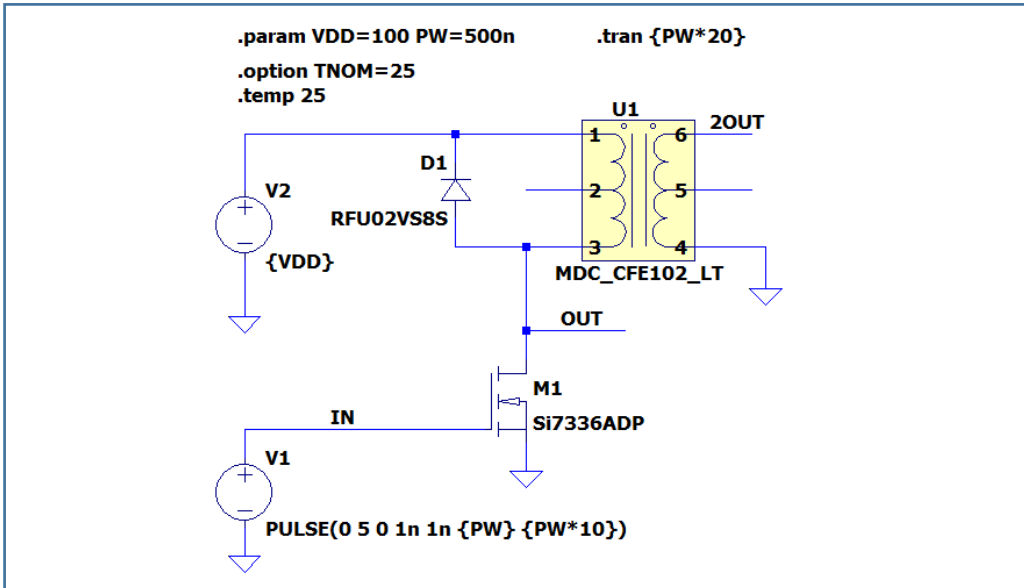 .param VDD=100 PW=500n .tran {PW*20}
.option TNOM=25
.temp 25
U1
1 6 2OUT
D1
V2
2 5
RFU02VS8S
3 4
{VDD}
MDC_CFE102_LT
OUT
M1
IN
Si7336ADP
V1
PULSE(0 5 0 1n 1n {PW} {PW*10})